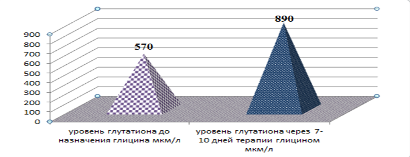 890
570
900
800
700
600
500
400
300
200
100
0
уровень глутатиона до
назначения глицина мкм/л
уровень глутатиона через 7-
10 дней терапии глицином
мкм/л